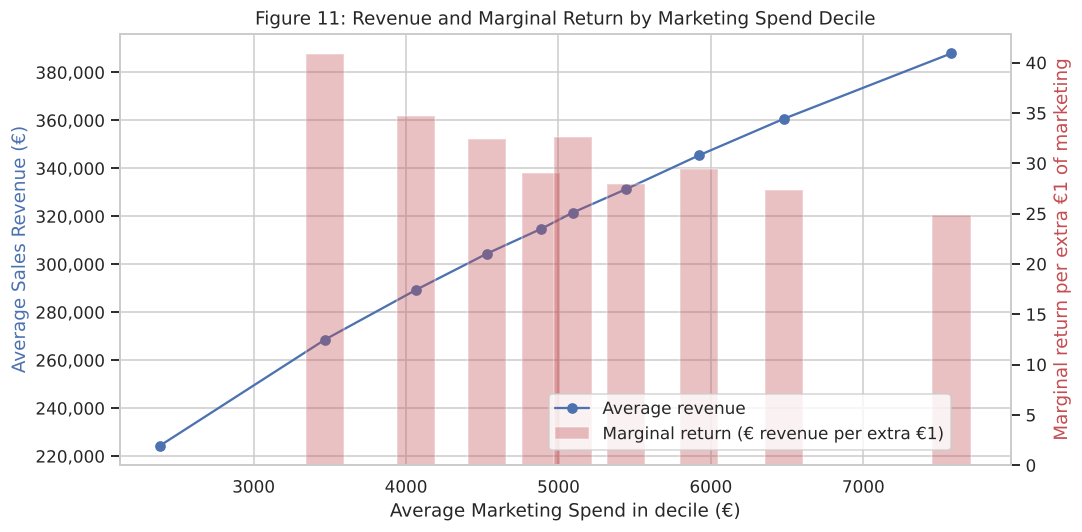 Figure 11: Revenue and Marginal Return by Marketing Spend Decile
Average Sales Revenue (€)
380,000
360,000
340,000
320,000
300,000
280,000
260,000
240,000
220,000
40
35
30
25
20
15
10
5
0
Marginal return per extra €1 of marketing
Average revenue
Marginal return (€ revenue per extra €1)
3000 4000 5000 6000 7000
Average Marketing Spend in decile (€)